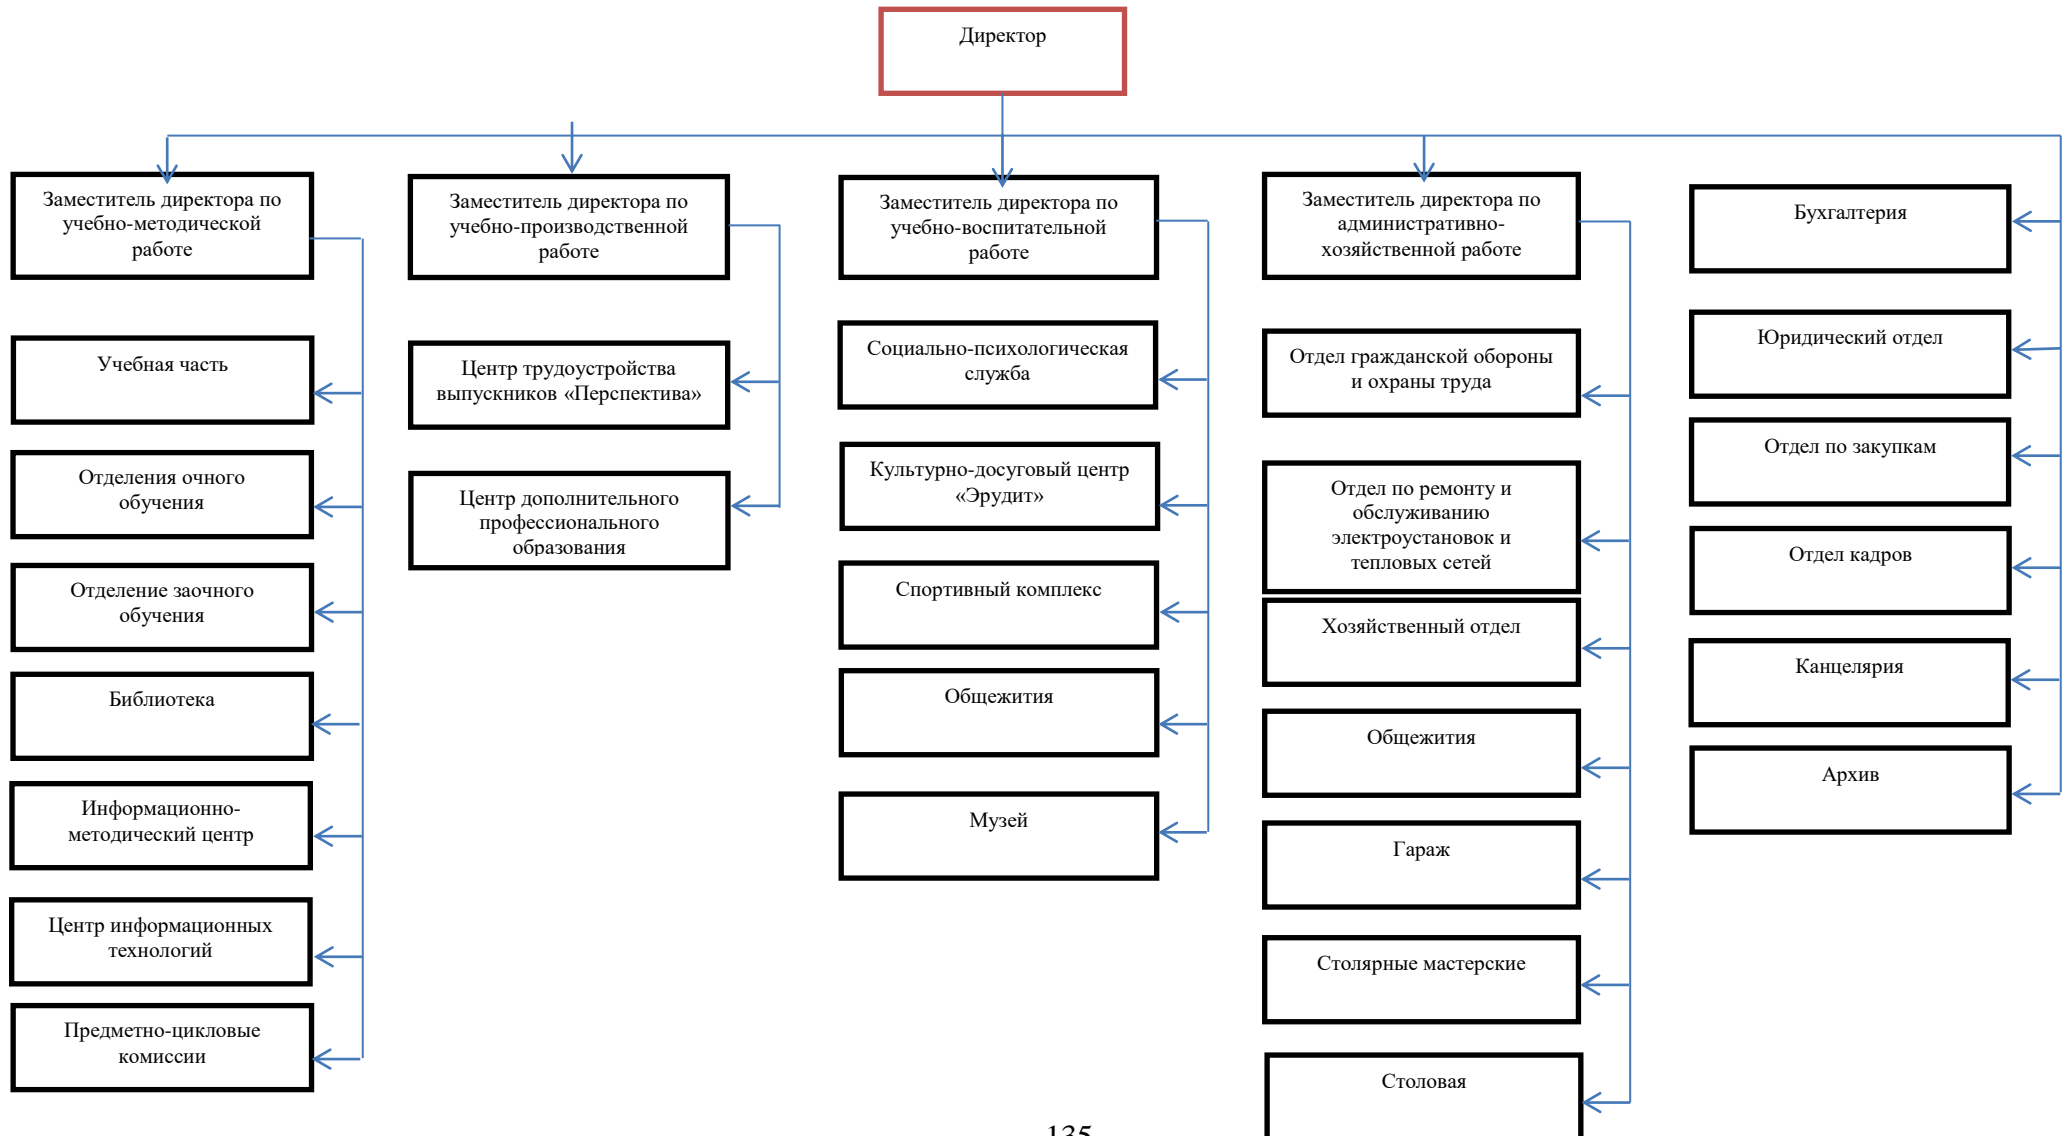 Директор
Заместитель директора по
учебно-методической
работе
Учебная часть
Отделения очного
обучения
Отделение заочного
обучения
Библиотека
Информационно-
методический центр
Центр информационных
технологий
Предметно-цикловые
комиссии
Заместитель директора по
учебно-производственной
работе
Центр трудоустройства
выпускников «Перспектива»
Центр дополнительного
профессионального
образования
Заместитель директора по
учебно-воспитательной
работе
Социально-психологическая
служба
Культурно-досуговый центр
«Эрудит»
Спортивный комплекс
Общежития
Музей
Заместитель директора по
административно-
хозяйственной работе
Отдел гражданской обороны
и охраны труда
Отдел по ремонту и
обслуживанию
электроустановок и
тепловых сетей
Хозяйственный отдел
Общежития
Гараж
Столярные мастерские
Столовая
Бухгалтерия
Юридический отдел
Отдел по закупкам
Отдел кадров
Канцелярия
Архив
135